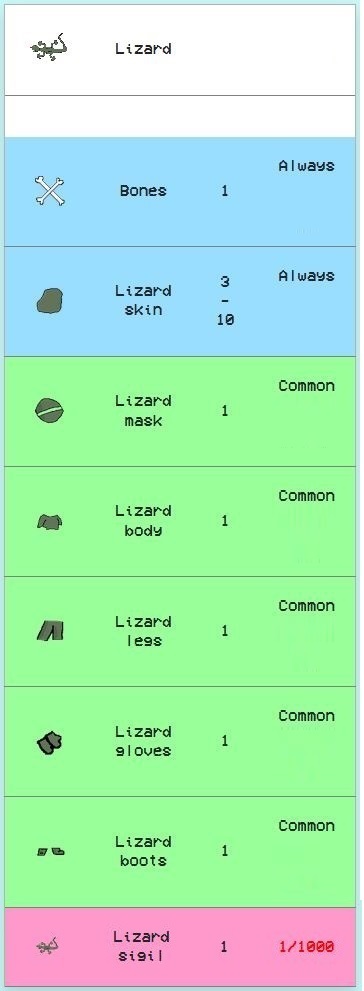 Lizard
Always
Bones 1
Always
Lizard skin 3 - 10
Common
Lizard mask 1
Common
Lizard body 1
Common
Lizard legs 1
Common
Lizard gloves 1
Common
Lizard boots 1
Lizard sigil 1 1/1000